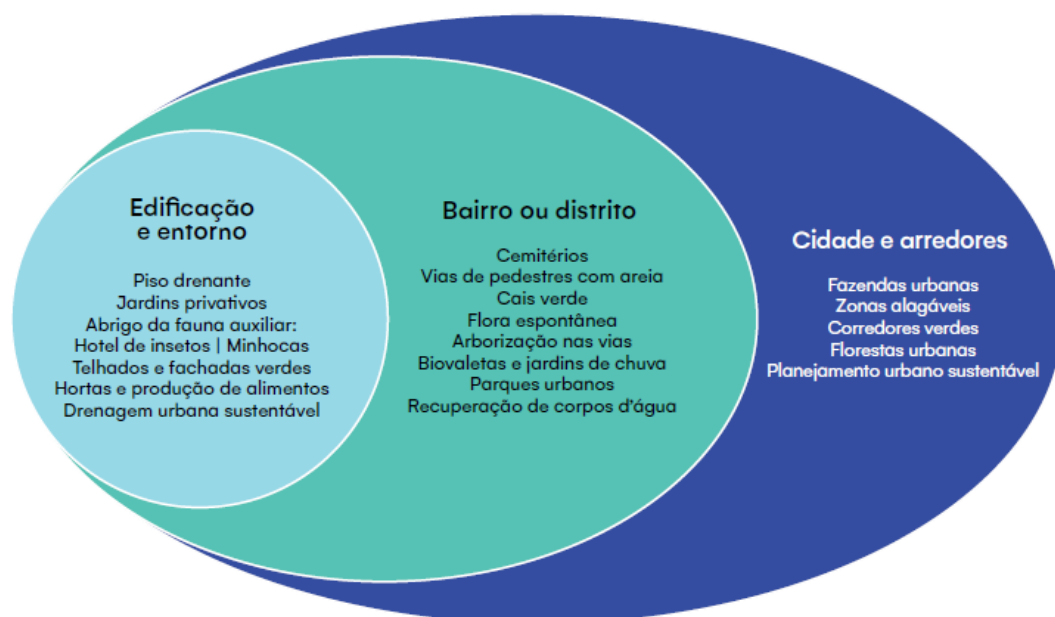 Edificação
e entorno
Piso drenante
Jardins privativos
Abrigo da fauna auxiliar:
Hotel de insetos | Minhocas
Telhados e fachadas verdes
Hortas e produção de alimentos
Drenagem urbana sustentável
Bairro ou distrito
Cemitérios
Vias de pedestres com areia
Cais verde
Flora espontânea
Arborização nas vias
Biovaletas e jardins de chuva
Parques urbanos
Recuperação de corpos d'água
Cidade e arredores
Fazendas urbanas
Zonas alagáveis
Corredores verdes
Florestas urbanas
Planejamento urbano sustentável